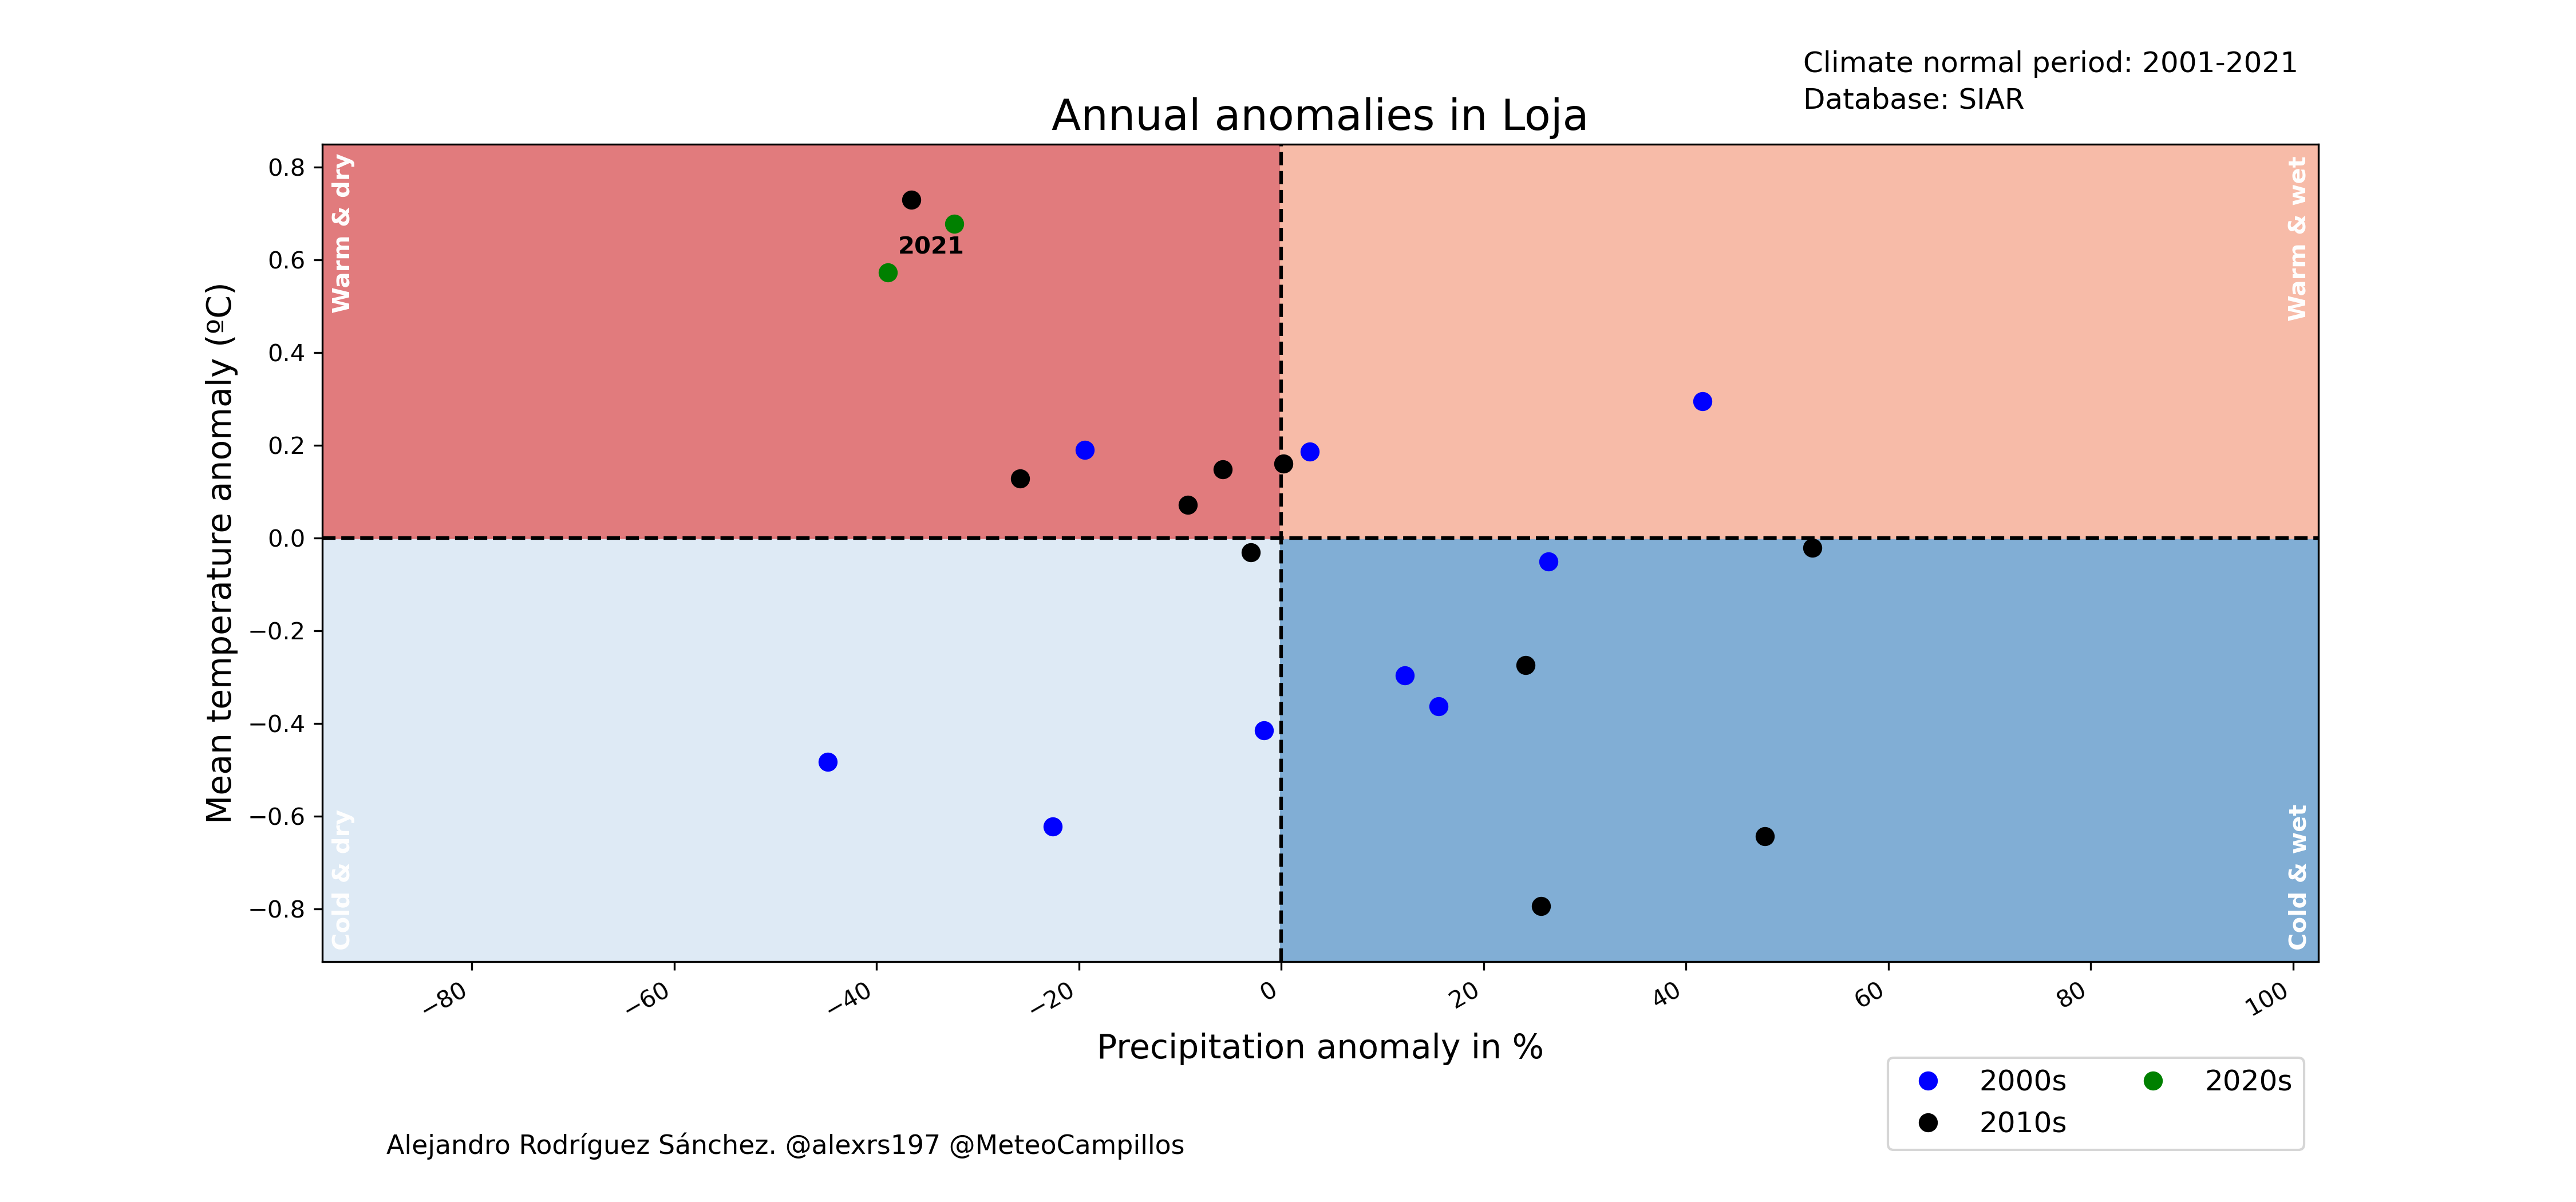 Climate normal period: 2001-2021
Database: SIAR
Annual anomalies in Loja
Warm & dry
Warm & wet
Cold & dry
Cold & wet
2021
Mean temperature anomaly (ºC)
0.8
0.6
0.4
0.2
0.0
−0.2
−0.4
−0.6
−0.8
−80
−60
−40
−20
0
20
40
60
80
100
Precipitation anomaly in %
2000s
2010s
2020s
Alejandro Rodríguez Sánchez. @alexrs197 @MeteoCampillos